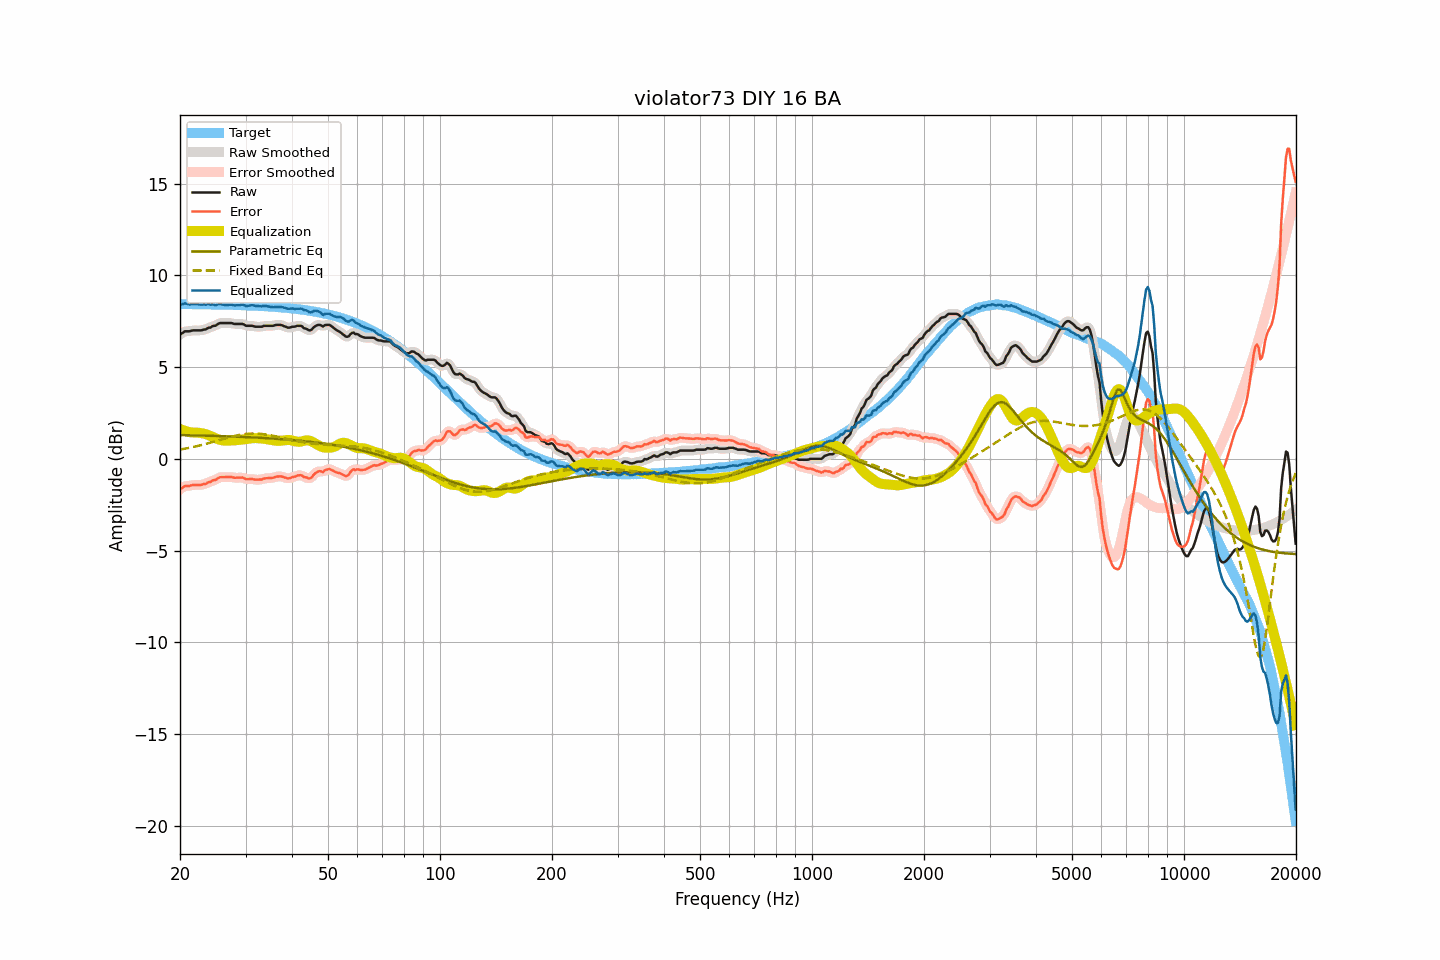 violator73 DIY 16 BA
Target
Raw Smoothed
Error Smoothed
Raw
Error
Equalization
Parametric Eq
Fixed Band Eq
Equalized
15
10
5
0
−5
−10
−15
−20
Amplitude (dBr)
20 50 100 200 500 1000 2000 5000 10000 20000
Frequency (Hz)